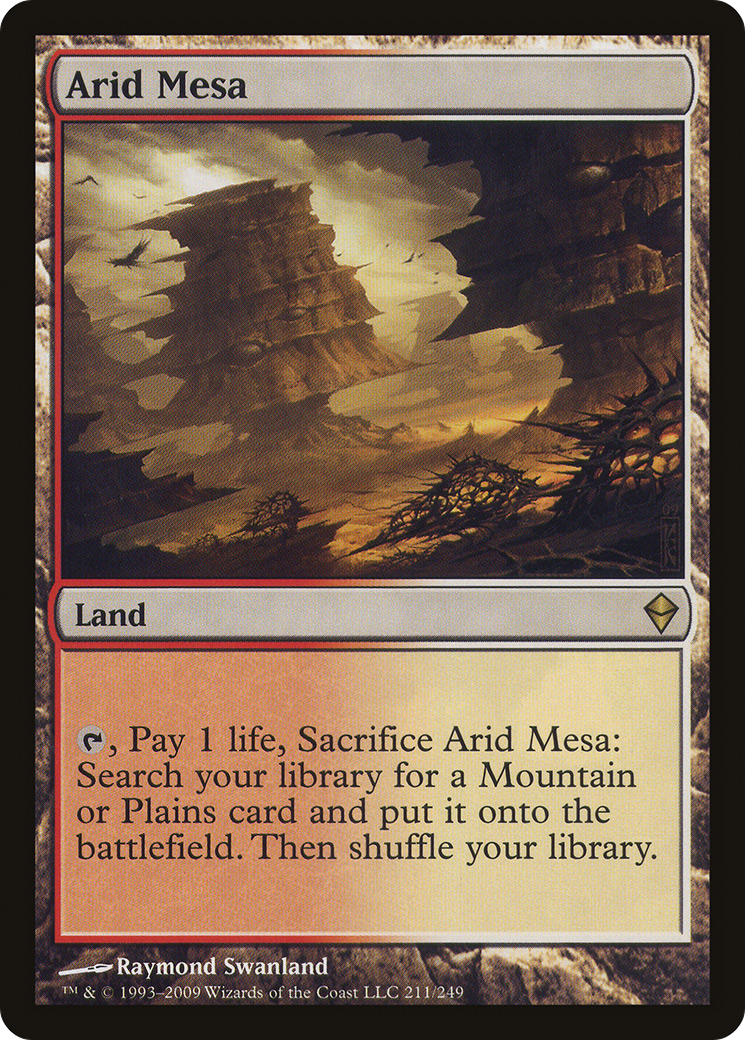 Arid Mesa
Land
, Pay 1 life, Sacrifice Arid Mesa:
Search your library for a Mountain
or Plains card and put it onto the
battlefield. Then shuffle your library.
Raymond Swanland
™ & © 1993–2009 Wizards of the Coast LLC 211/249